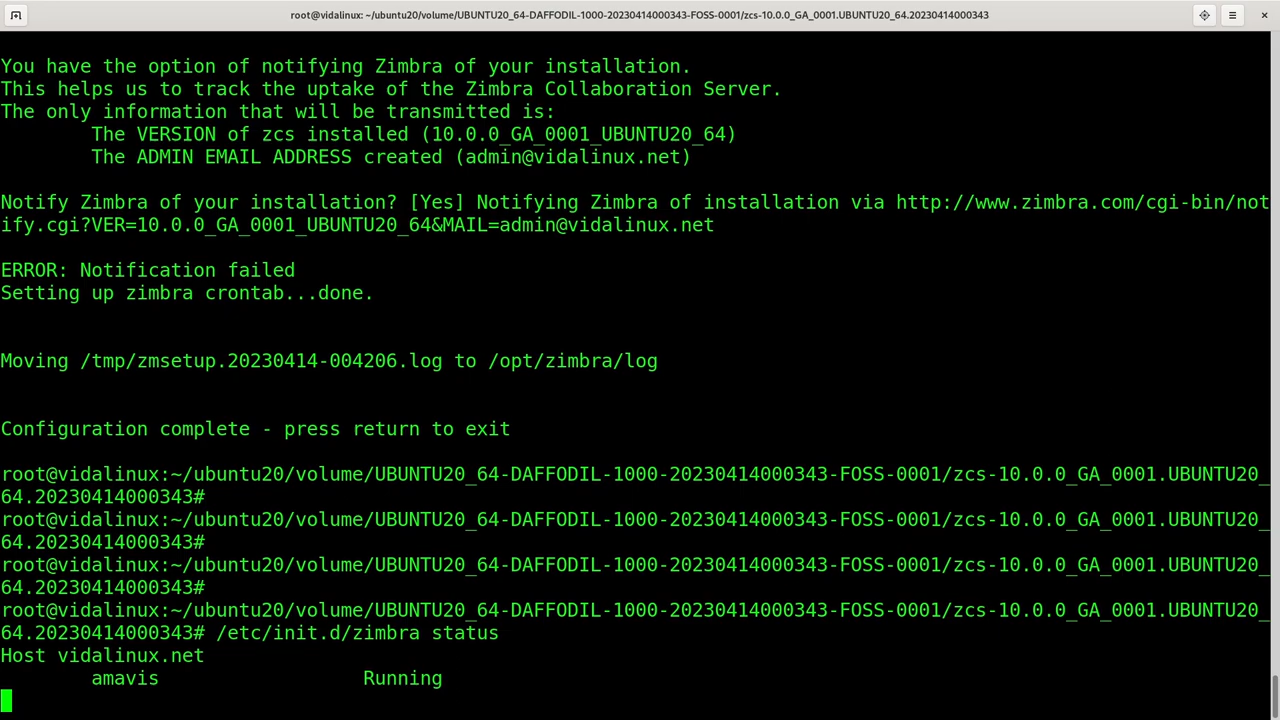 root@vidalinux: ~/ubuntu20/volume/UBUNTU20_64-DAFFODIL-1000-20230414000343-FOSS-0001/zcs-10.0.0_GA_0001.UBUNTU20_64.20230414000343
You have the option of notifying Zimbra of your installation.
This helps us to track the uptake of the Zimbra Collaboration Server.
The only information that will be transmitted is:
        The VERSION of zcs installed (10.0.0_GA_0001_UBUNTU20_64)
        The ADMIN EMAIL ADDRESS created (admin@vidalinux.net)
Notify Zimbra of your installation? [Yes] Notifying Zimbra of installation via http://www.zimbra.com/cgi-bin/not
ify.cgi?VER=10.0.0_GA_0001_UBUNTU20_64&MAIL=admin@vidalinux.net
ERROR: Notification failed
Setting up zimbra crontab...done.
Moving /tmp/zmsetup.20230414-004206.log to /opt/zimbra/log
Configuration complete - press return to exit
root@vidalinux:~/ubuntu20/volume/UBUNTU20_64-DAFFODIL-1000-20230414000343-FOSS-0001/zcs-10.0.0_GA_0001.UBUNTU20_
64.20230414000343#
root@vidalinux:~/ubuntu20/volume/UBUNTU20_64-DAFFODIL-1000-20230414000343-FOSS-0001/zcs-10.0.0_GA_0001.UBUNTU20_
64.20230414000343#
root@vidalinux:~/ubuntu20/volume/UBUNTU20_64-DAFFODIL-1000-20230414000343-FOSS-0001/zcs-10.0.0_GA_0001.UBUNTU20_
64.20230414000343#
root@vidalinux:~/ubuntu20/volume/UBUNTU20_64-DAFFODIL-1000-20230414000343-FOSS-0001/zcs-10.0.0_GA_0001.UBUNTU20_
64.20230414000343# /etc/init.d/zimbra status
Host vidalinux.net
        amavis                  Running